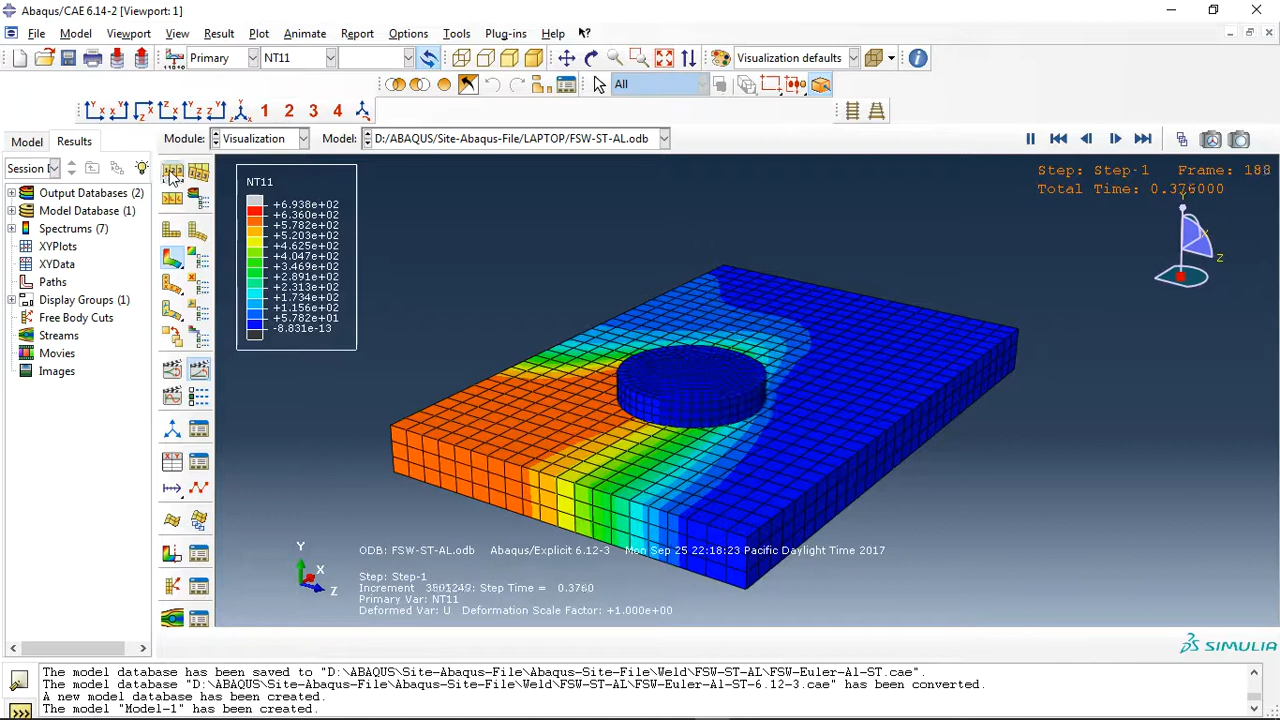 Abaqus/CAE 6.14-2 [Viewport: 1]
File Model Viewport View Result Plot Animate Report Options Tools Plug-ins Help
Primary NT11 Visualization defaults
All
1 2 3 4
Model Results Module: Visualization Model: D:/ABAQUS/Site-Abaqus-File/LAPTOP/FSW-ST-AL.odb
Output Databases (2)
Model Database (1)
Spectrums (7)
XYPlots
XYData
Paths
Display Groups (1)
Free Body Cuts
Streams
Movies
Images
NT11
+6.938e+02
+6.360e+02
+5.782e+02
+5.203e+02
+4.625e+02
+4.047e+02
+3.469e+02
+2.891e+02
+2.313e+02
+1.734e+02
+1.156e+02
+5.782e+01
-8.831e-13
Step: Step-1 Frame: 188
Total Time: 0.376000
Y
Z
Y
X
Z
ODB: FSW-ST-AL.odb Abaqus/Explicit 6.12-3 Mon Sep 25 22:18:23 Pacific Daylight Time 2017
Step: Step-1
Increment 3801249: Step Time = 0.3760
Primary Var: NT11
Deformed Var: U Deformation Scale Factor: +1.000e+00
SIMULIA
The model database has been saved to "D:\ABAQUS\Site-Abaqus-File\Abaqus-Site-File\Weld\FSW-ST-AL\FSW-Euler-Al-ST.cae".
The model database "D:\ABAQUS\Site-Abaqus-File\Abaqus-Site-File\Weld\FSW-ST-AL\FSW-Euler-Al-ST-6.12-3.cae" has been converted.
A new model database has been created.
The model "Model-1" has been created.